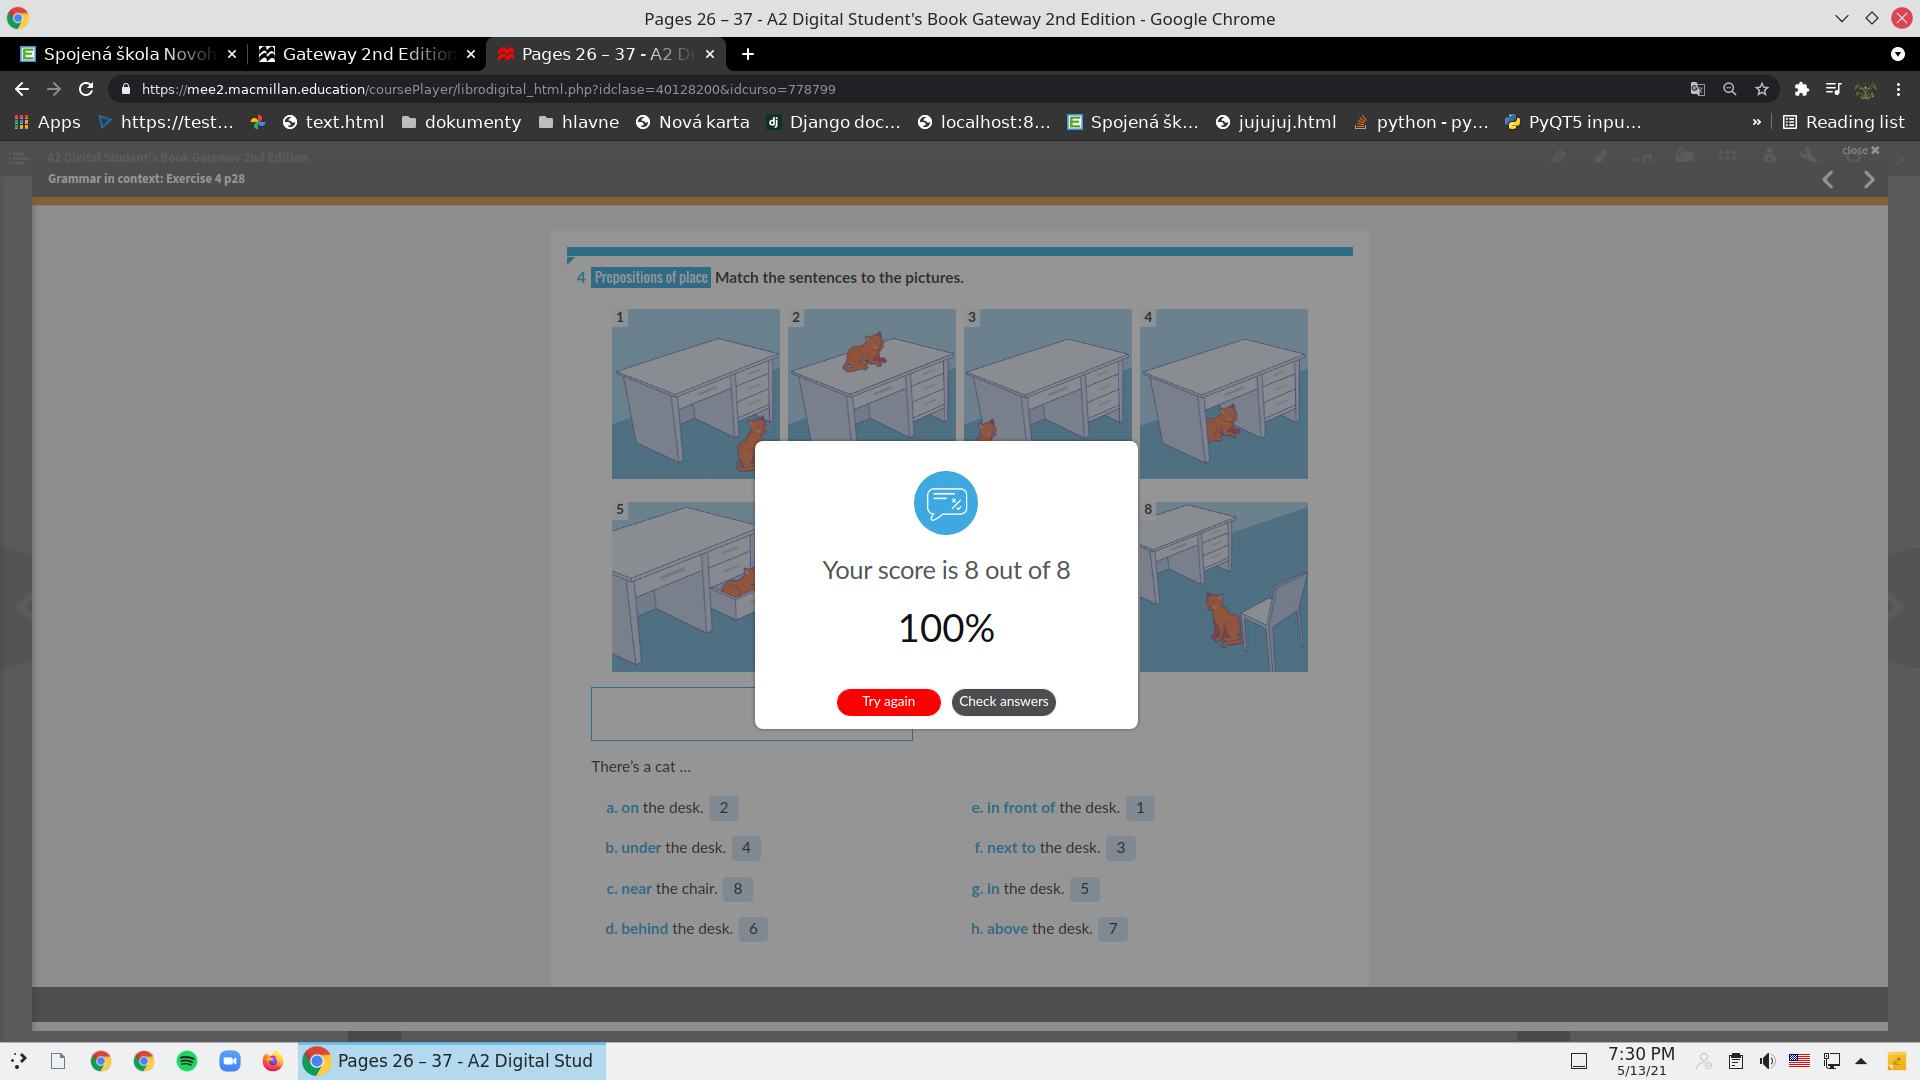 Pages 26 – 37 - A2 Digital Student's Book Gateway 2nd Edition - Google Chrome
Spojená škola Novoh
Gateway 2nd Edition
Pages 26 – 37 - A2 Di
https://mee2.macmillan.education/coursePlayer/librodigital_html.php?idclase=40128200&idcurso=778799
Apps
https://test...
text.html
dokumenty
hlavne
Nová karta
Django doc...
localhost:8...
Spojená šk...
jujujuj.html
python - py...
PyQT5 inpu...
»
Reading list
A2 Digital Student's Book Gateway 2nd Edition
close ✖
Grammar in context: Exercise 4 p28
4 Prepositions of place Match the sentences to the pictures.
1
2
3
4
5
8
Your score is 8 out of 8
100%
Try again
Check answers
There's a cat ...
a. on the desk. 2
b. under the desk. 4
c. near the chair. 8
d. behind the desk. 6
e. in front of the desk. 1
f. next to the desk. 3
g. in the desk. 5
h. above the desk. 7
Pages 26 – 37 - A2 Digital Stud
7:30 PM
5/13/21